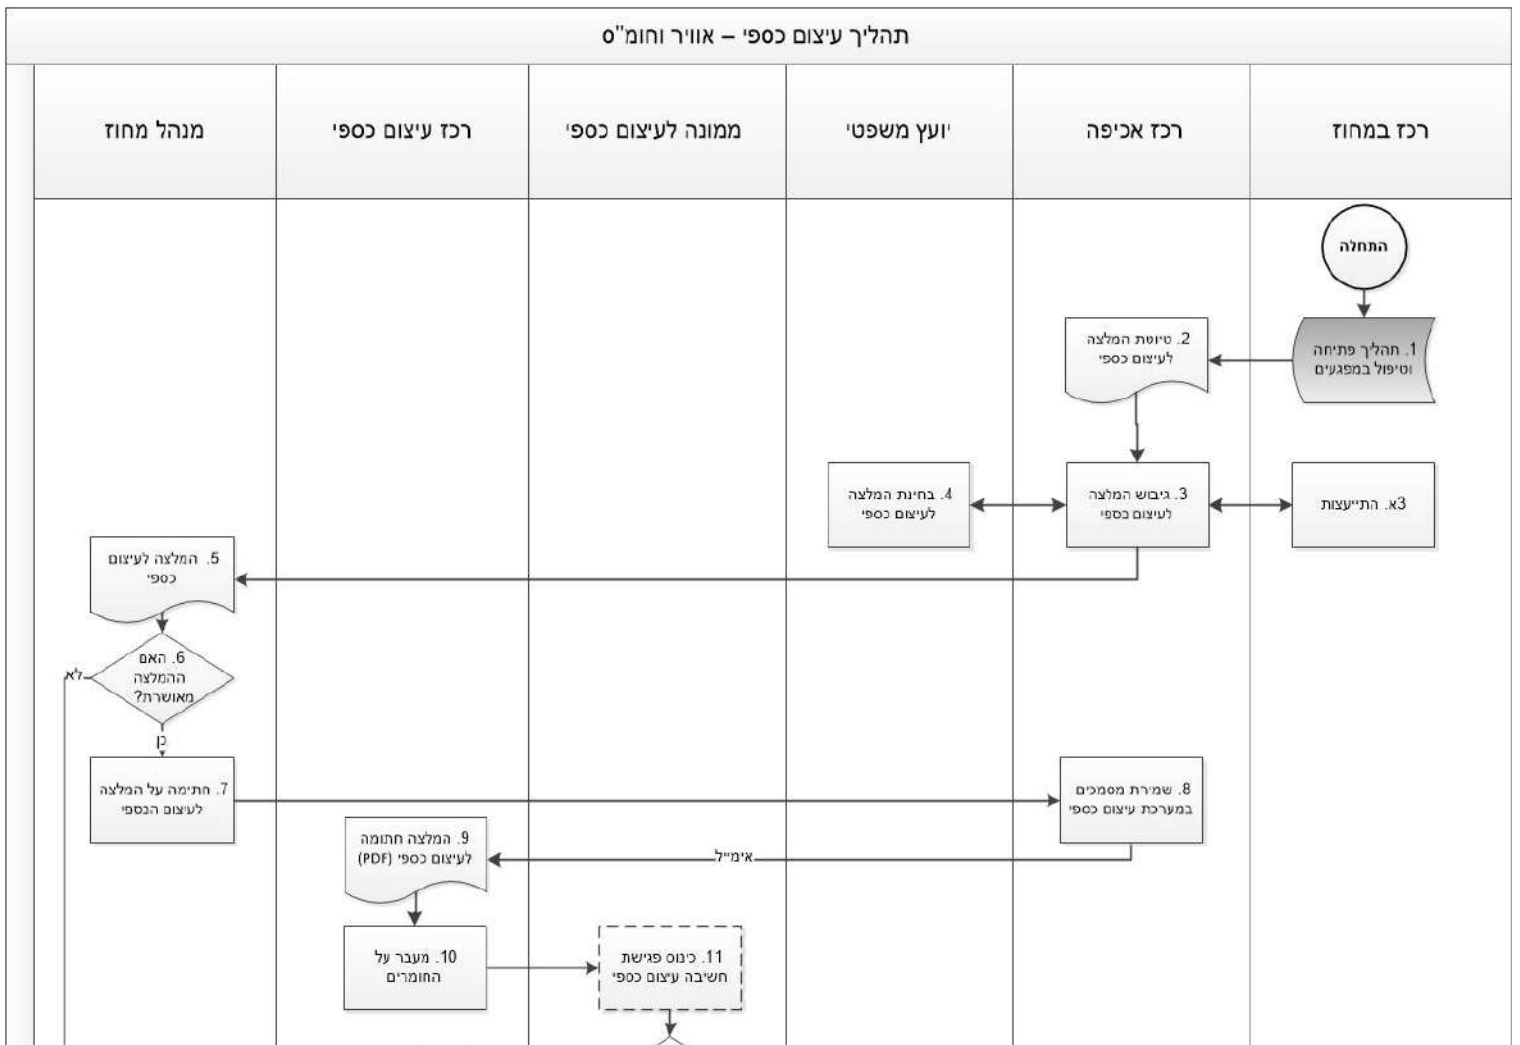 תהליך עיצום כספי – אוויר וחומ"ס
רכז במחוז
רכז אכיפה
יועץ משפטי
ממונה לעיצום כספי
רכז עיצום כספי
מנהל מחוז
התחלה
1. תהליך פתיחה
וטיפול במפגעים
2. טיוטת המלצה
לעיצום כספי
3א. התייעצות
3. גיבוש המלצה
לעיצום כספי
4. בחינת המלצה
לעיצום כספי
5. המלצה לעיצום
כספי
6. האם
ההמלצה
מאושרת?
לא
כן
7. חתימה על המלצה
לעיצום הכספי
8. שמירת מסמכים
במערכת עיצום כספי
אימייל
9. המלצה חתומה
לעיצום כספי (PDF)
10. מעבר על
החומרים
11. כינוס פגישת
חשיבה עיצום כספי